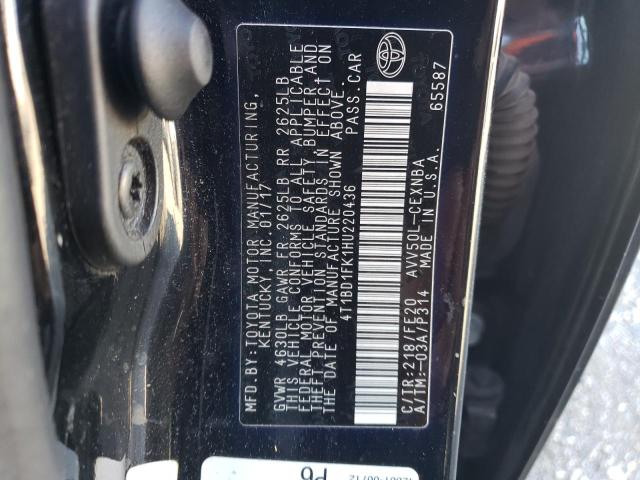 MFD.BY:TOYOTA MOTOR MANUFACTURING,
KENTUCKY, INC 01/17
GVWR 4630LB GAWR FR 2625LB RR 2625LB
THIS VEHICLE CONFORMS TO ALL APPLICABLE
FEDERAL MOTOR VEHICLE SAFETY, BUMPER, AND
THEFT PREVENTION STANDARDS IN EFFECT ON
THE DATE OF MANUFACTURE SHOWN ABOVE.
4T1BD1FK1HU220436 PASS.CAR
C/TR:218/FE20 AVV50L-CEXNBA
A/TM:-03A/P314 MADE IN U.S.A.
65587
P6